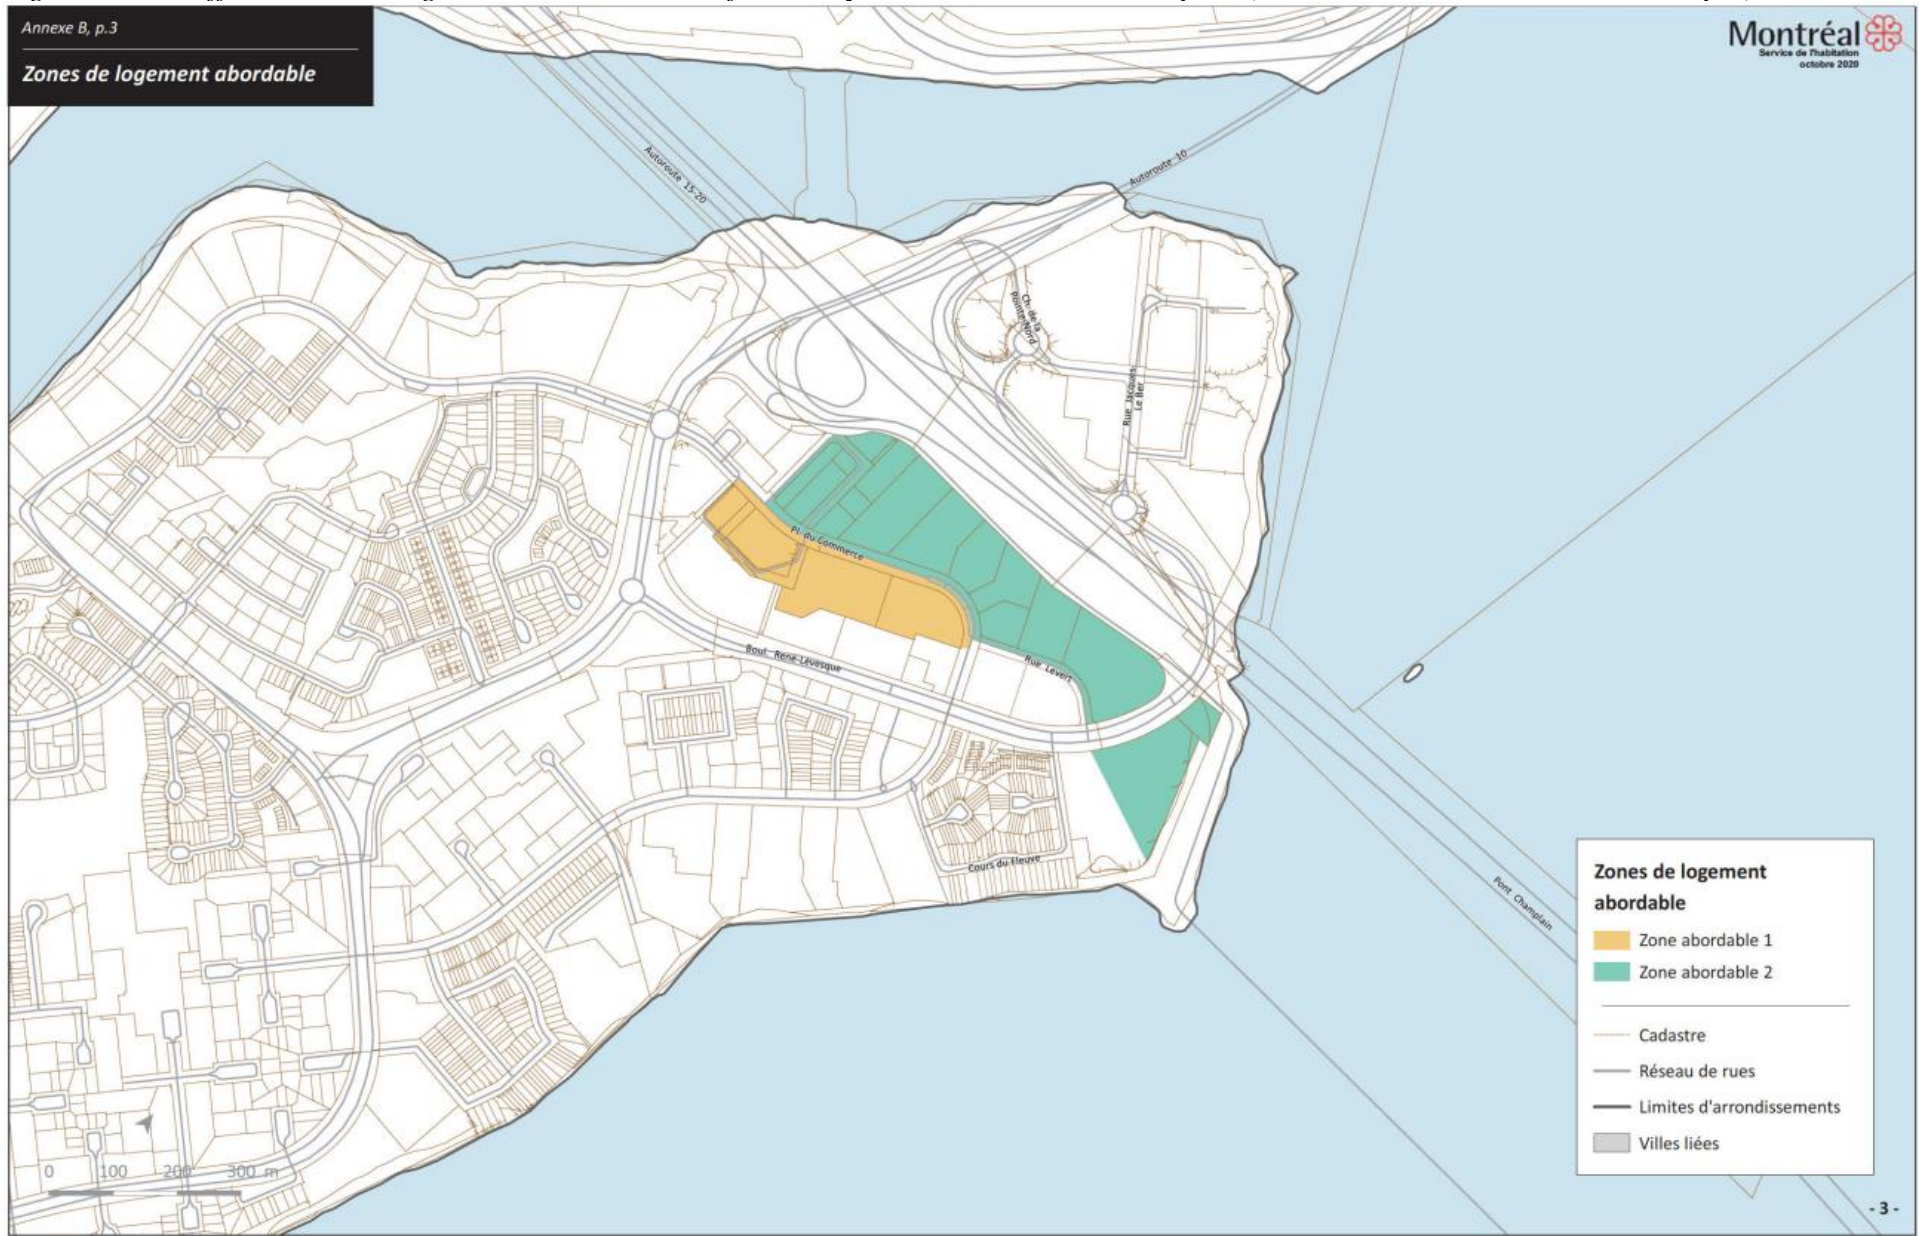 Annexe B, p.3
Zones de logement abordable
Montréal
Service de l'habitation
octobre 2020
Autoroute 15-20
Autoroute 10
Ch. de la
Pointe-Nord
Rue Jacques-
Le Ber
Pl. du Commerce
Boul. René-Lévesque
Rue Levert
Cours du Fleuve
Pont Champlain
Zones de logement
abordable
Zone abordable 1
Zone abordable 2
Cadastre
Réseau de rues
Limites d'arrondissements
Villes liées
0 100 200 300 m
- 3 -